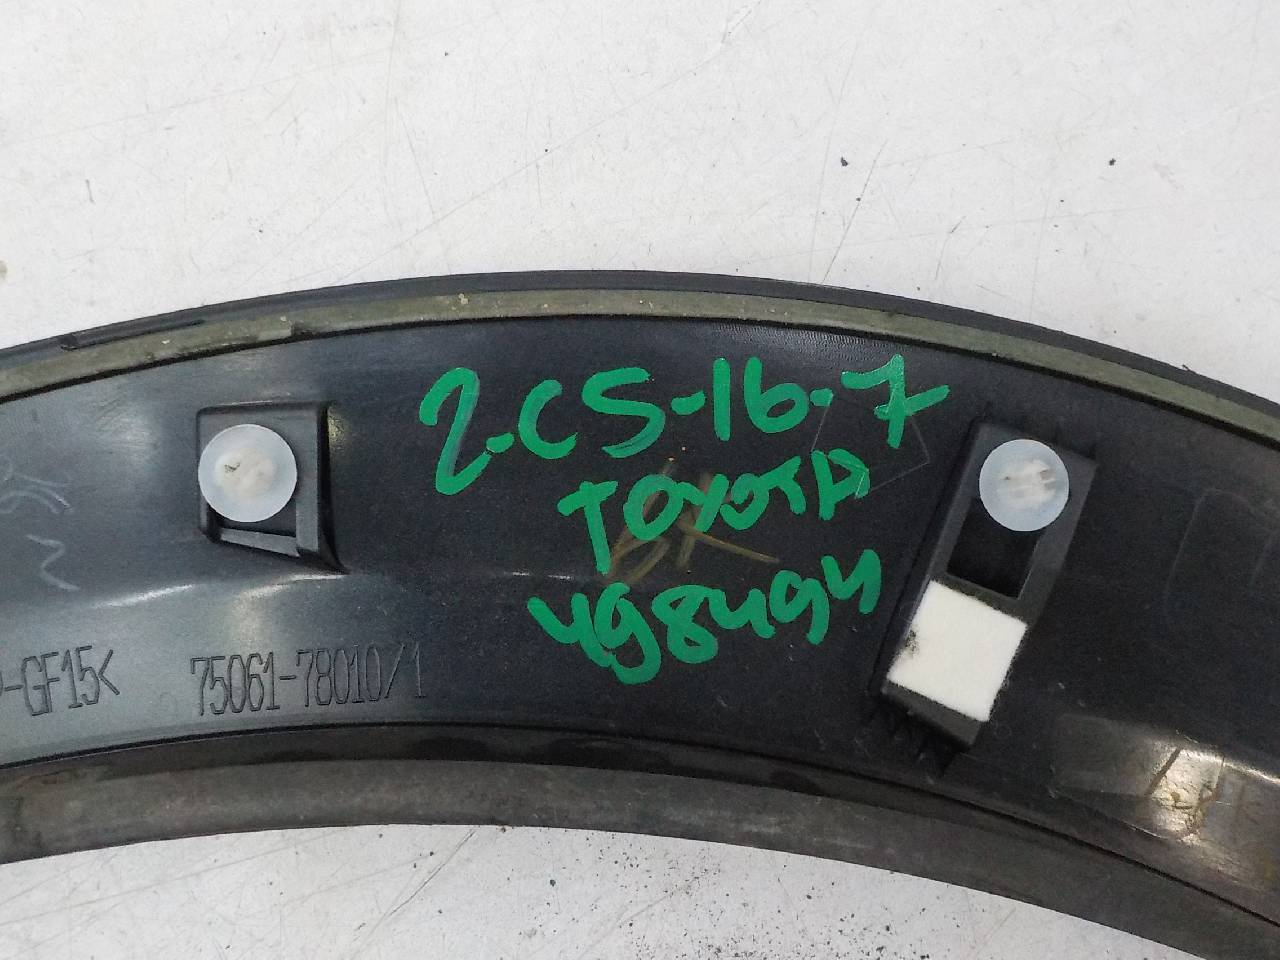 2-CS-16-7
TOYOTA
498494
P-GF15<
75061-78010/1